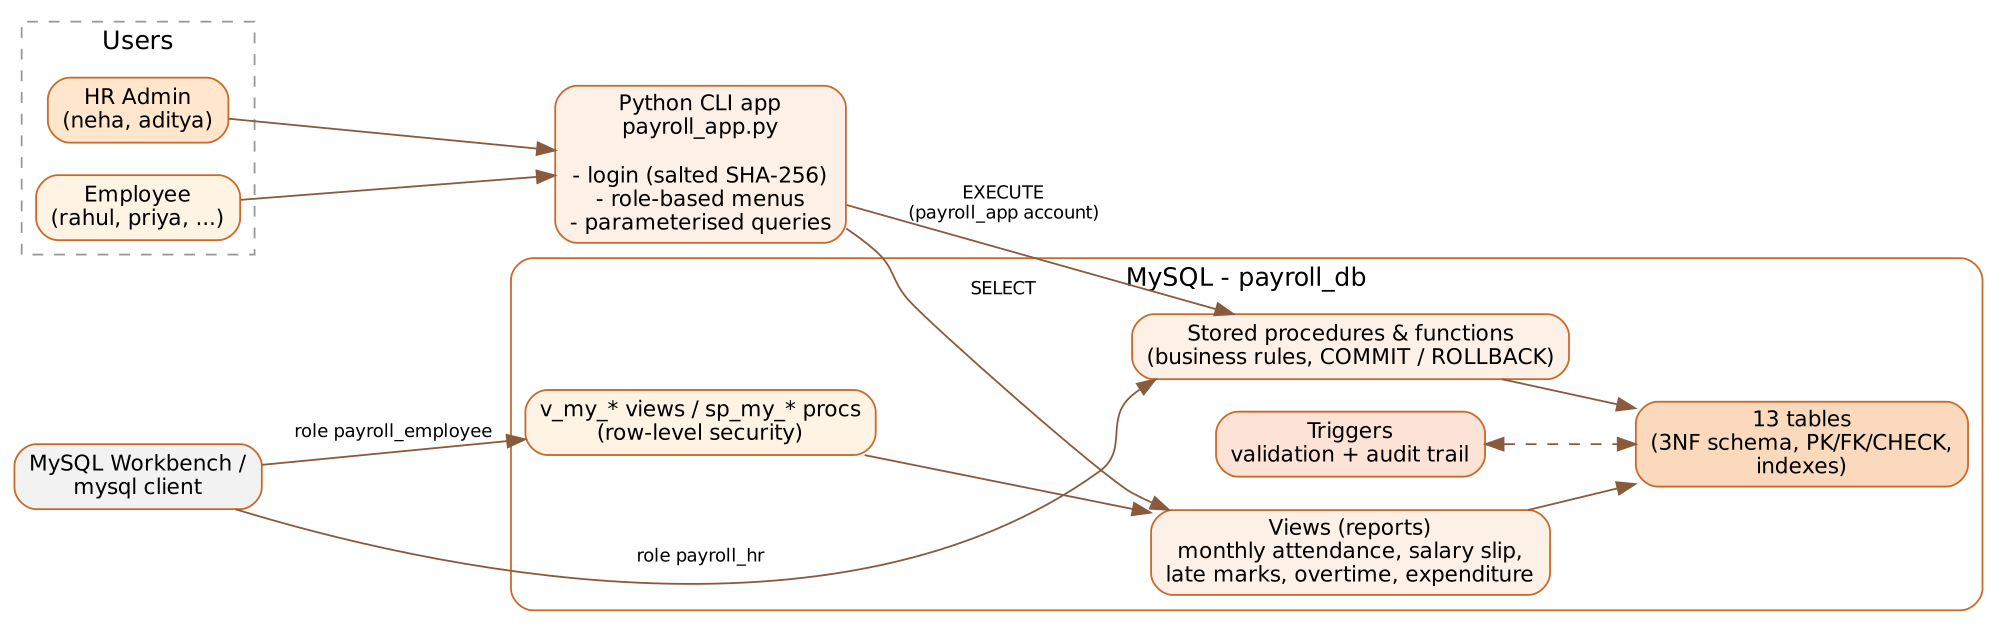 Users
HR Admin
(neha, aditya)
Employee
(rahul, priya, ...)
Python CLI app
payroll_app.py
- login (salted SHA-256)
- role-based menus
- parameterised queries
EXECUTE
(payroll_app account)
SELECT
MySQL - payroll_db
Stored procedures & functions
(business rules, COMMIT / ROLLBACK)
v_my_* views / sp_my_* procs
(row-level security)
Triggers
validation + audit trail
13 tables
(3NF schema, PK/FK/CHECK,
indexes)
role payroll_employee
MySQL Workbench /
mysql client
role payroll_hr
Views (reports)
monthly attendance, salary slip,
late marks, overtime, expenditure